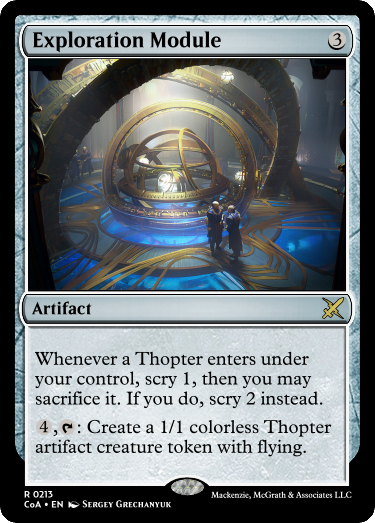 Exploration Module 3
Artifact
Whenever a Thopter enters under
your control, scry 1, then you may
sacrifice it. If you do, scry 2 instead.
4, : Create a 1/1 colorless Thopter
artifact creature token with flying.
R 0213
CoA • EN Sergey Grechanyuk
Mackenzie, McGrath & Associates LLC